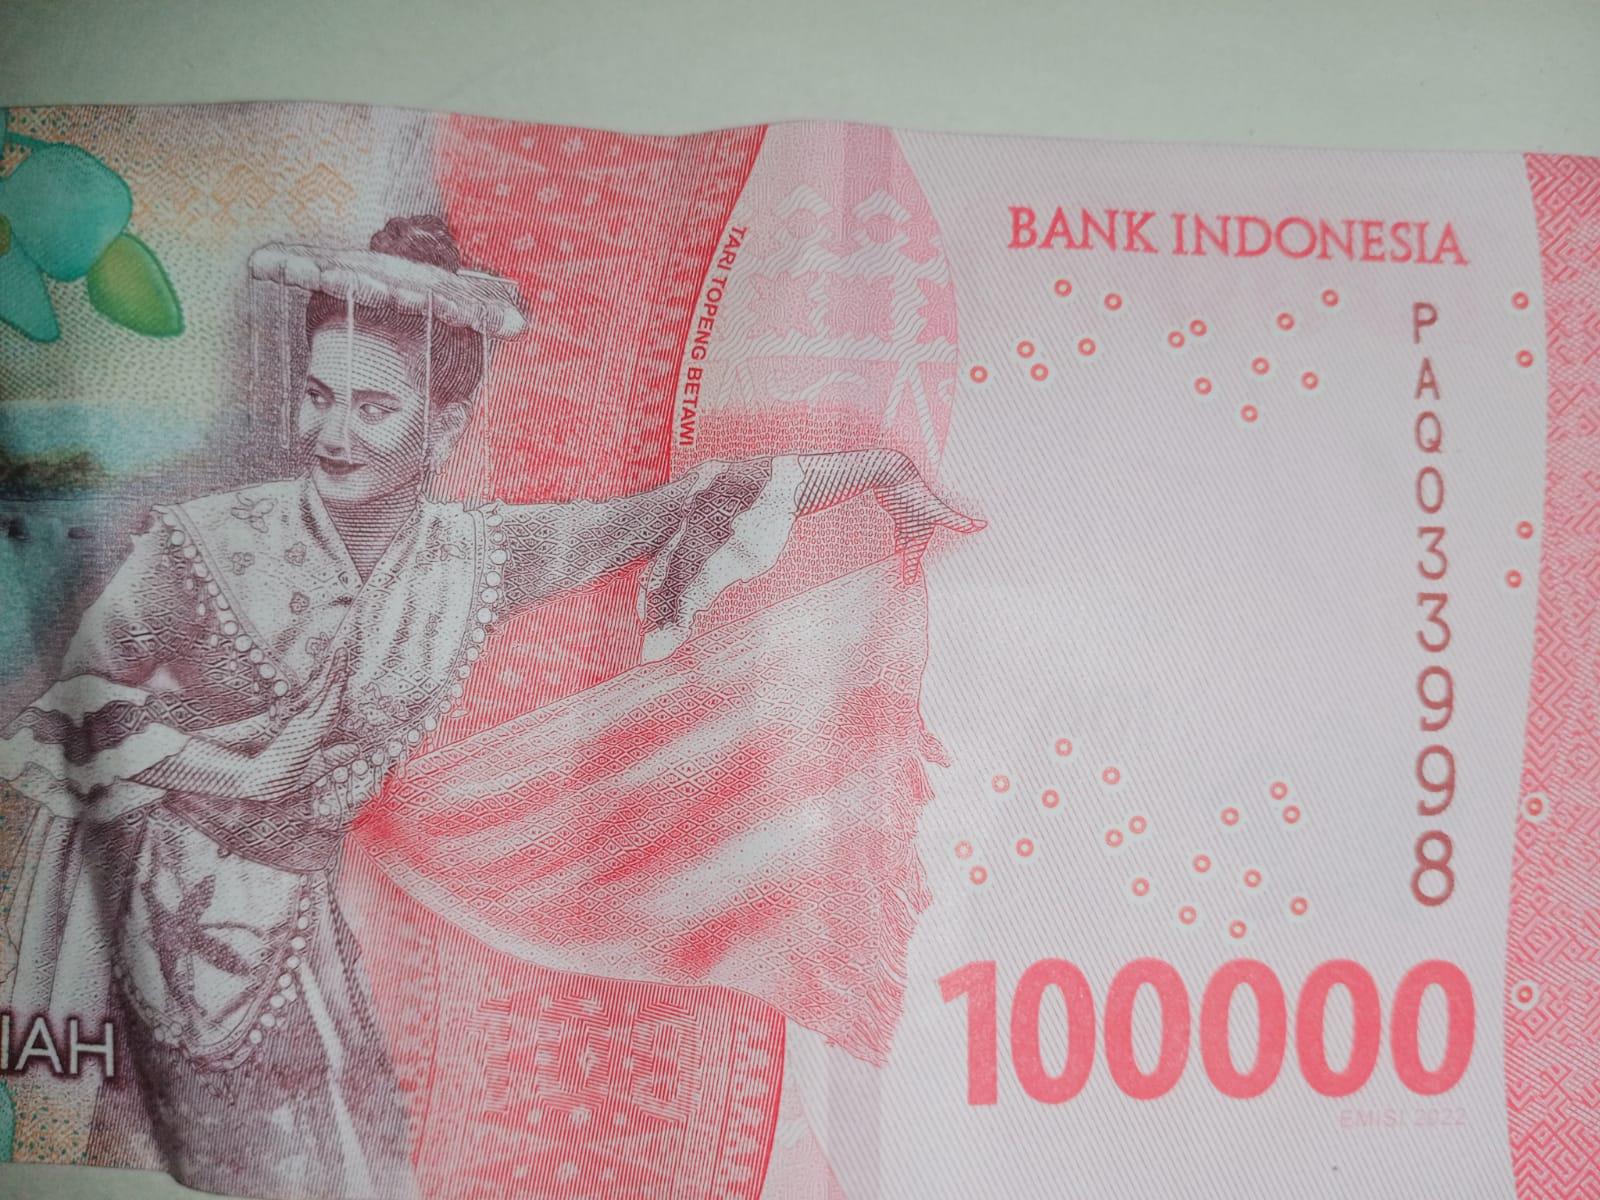 BANK INDONESIA
TARI TOPENG BETAWI
PAQ033998
IAH
100000
EMISI 2022